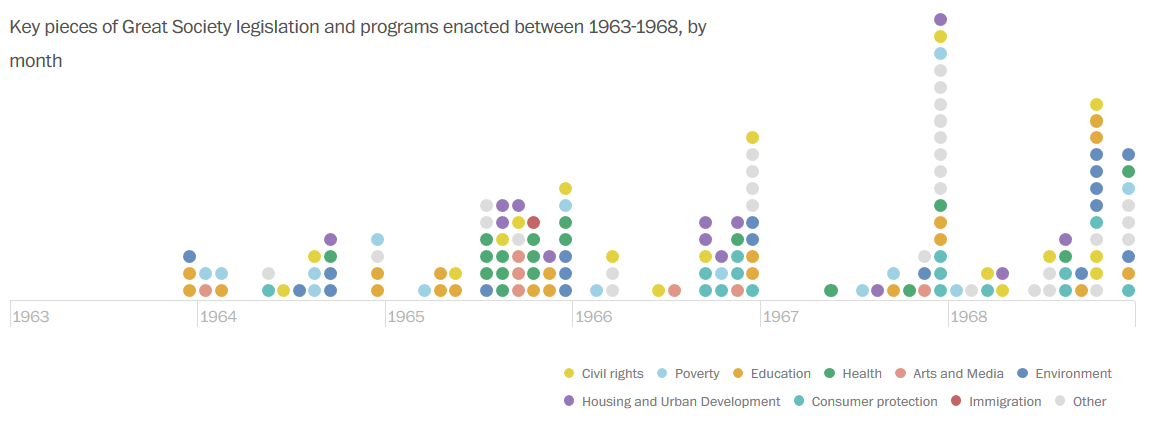 Key pieces of Great Society legislation and programs enacted between 1963-1968, by
month
1963 1964 1965 1966 1967 1968
Civil rights Poverty Education Health Arts and Media Environment
Housing and Urban Development Consumer protection Immigration Other